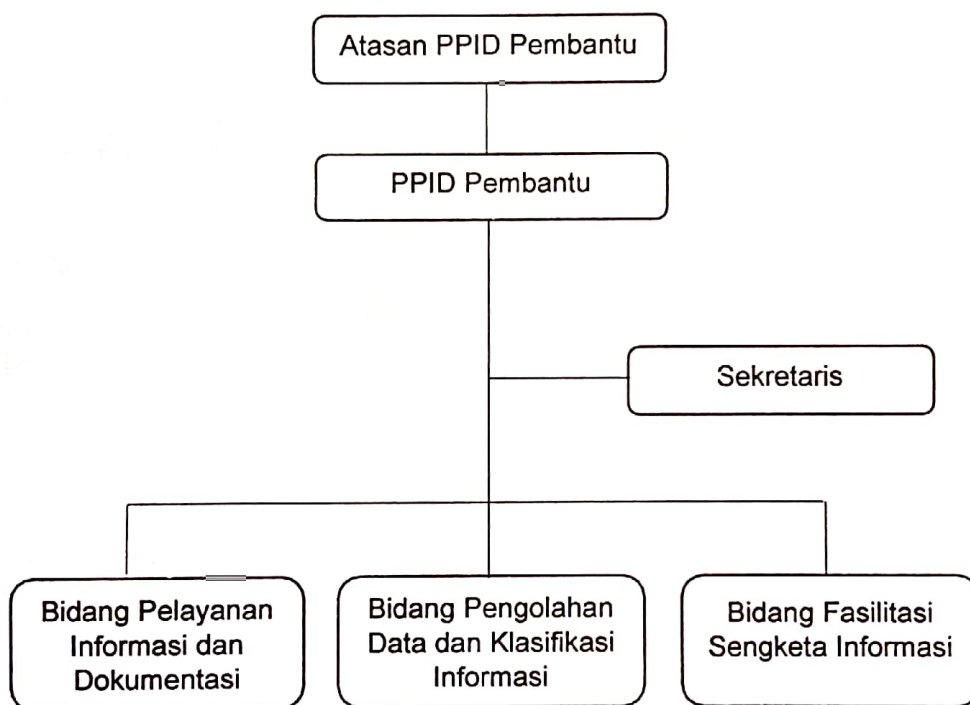 Atasan PPID Pembantu
PPID Pembantu
Sekretaris
Bidang Pelayanan
Informasi dan
Dokumentasi
Bidang Pengolahan
Data dan Klasifikasi
Informasi
Bidang Fasilitasi
Sengketa Informasi